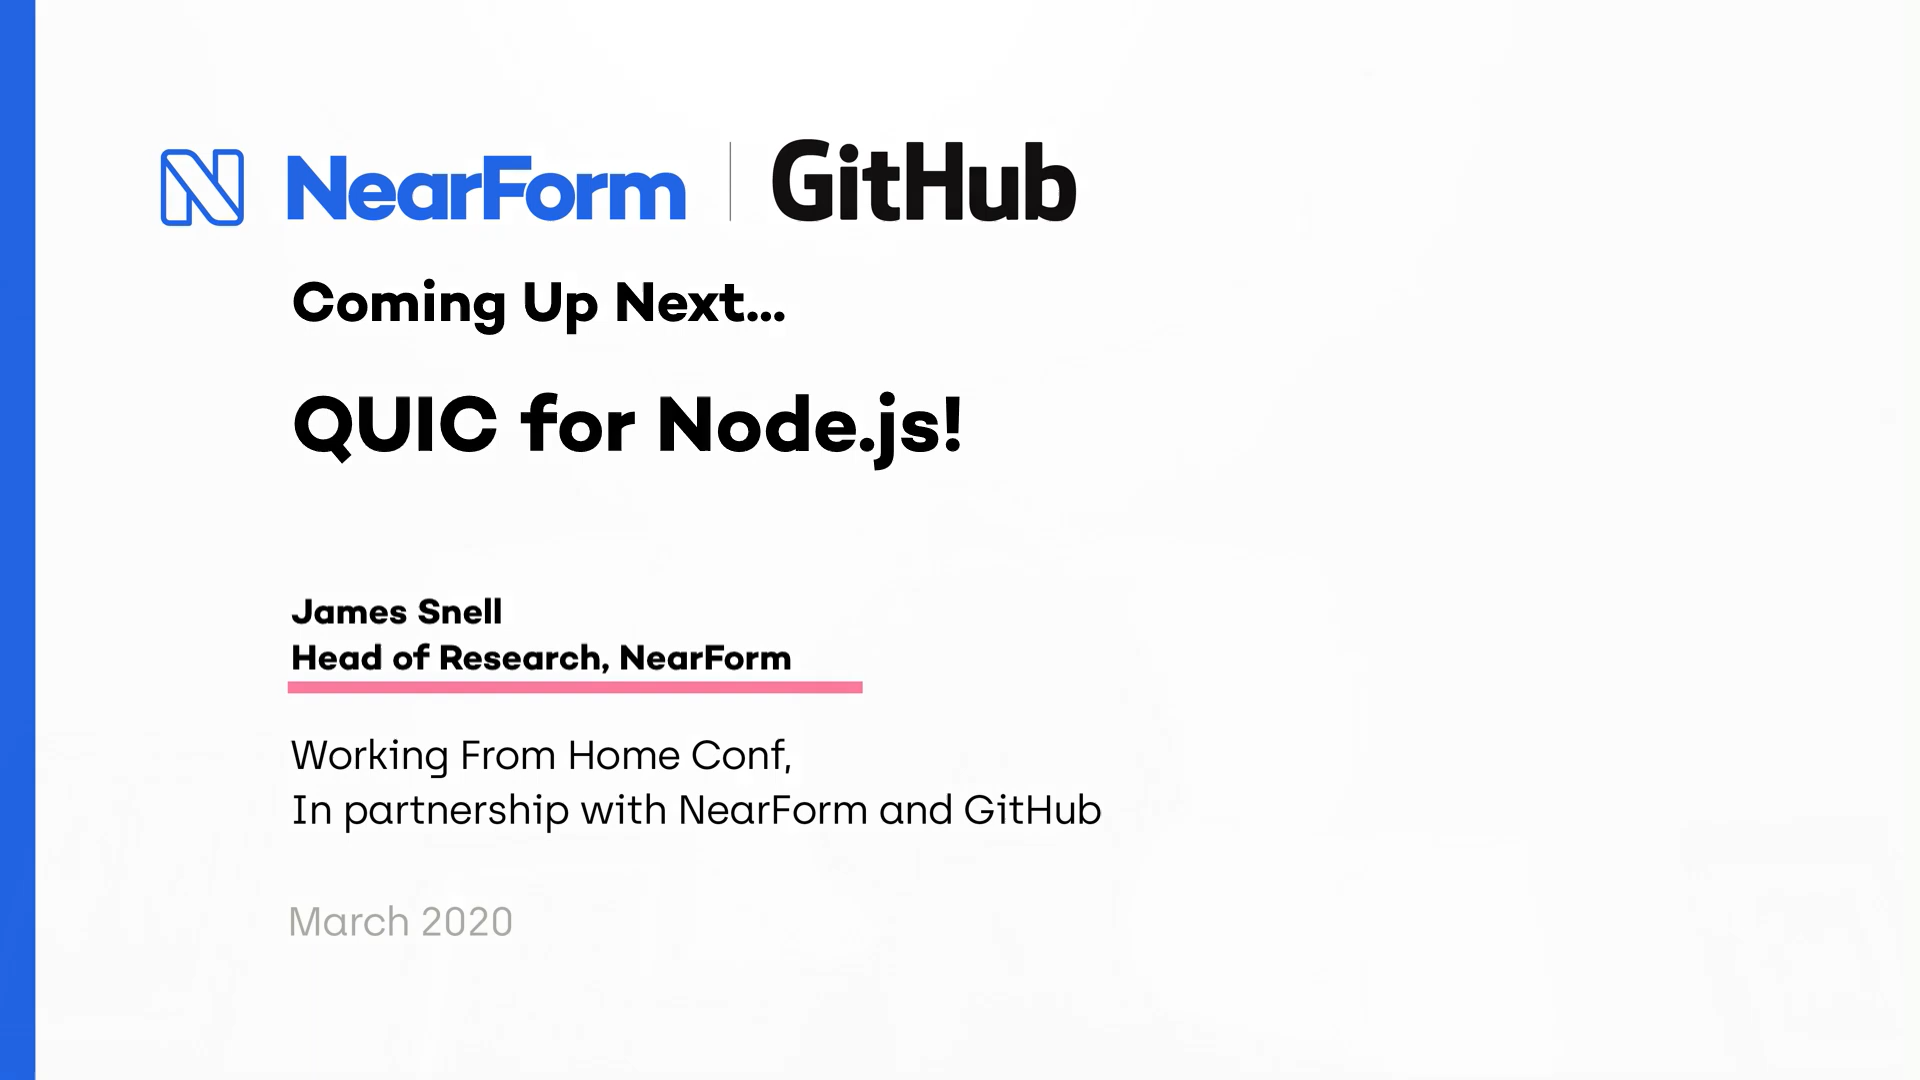 NearForm | GitHub
Coming Up Next...
QUIC for Node.js!
James Snell
Head of Research, NearForm
Working From Home Conf,
In partnership with NearForm and GitHub
March 2020